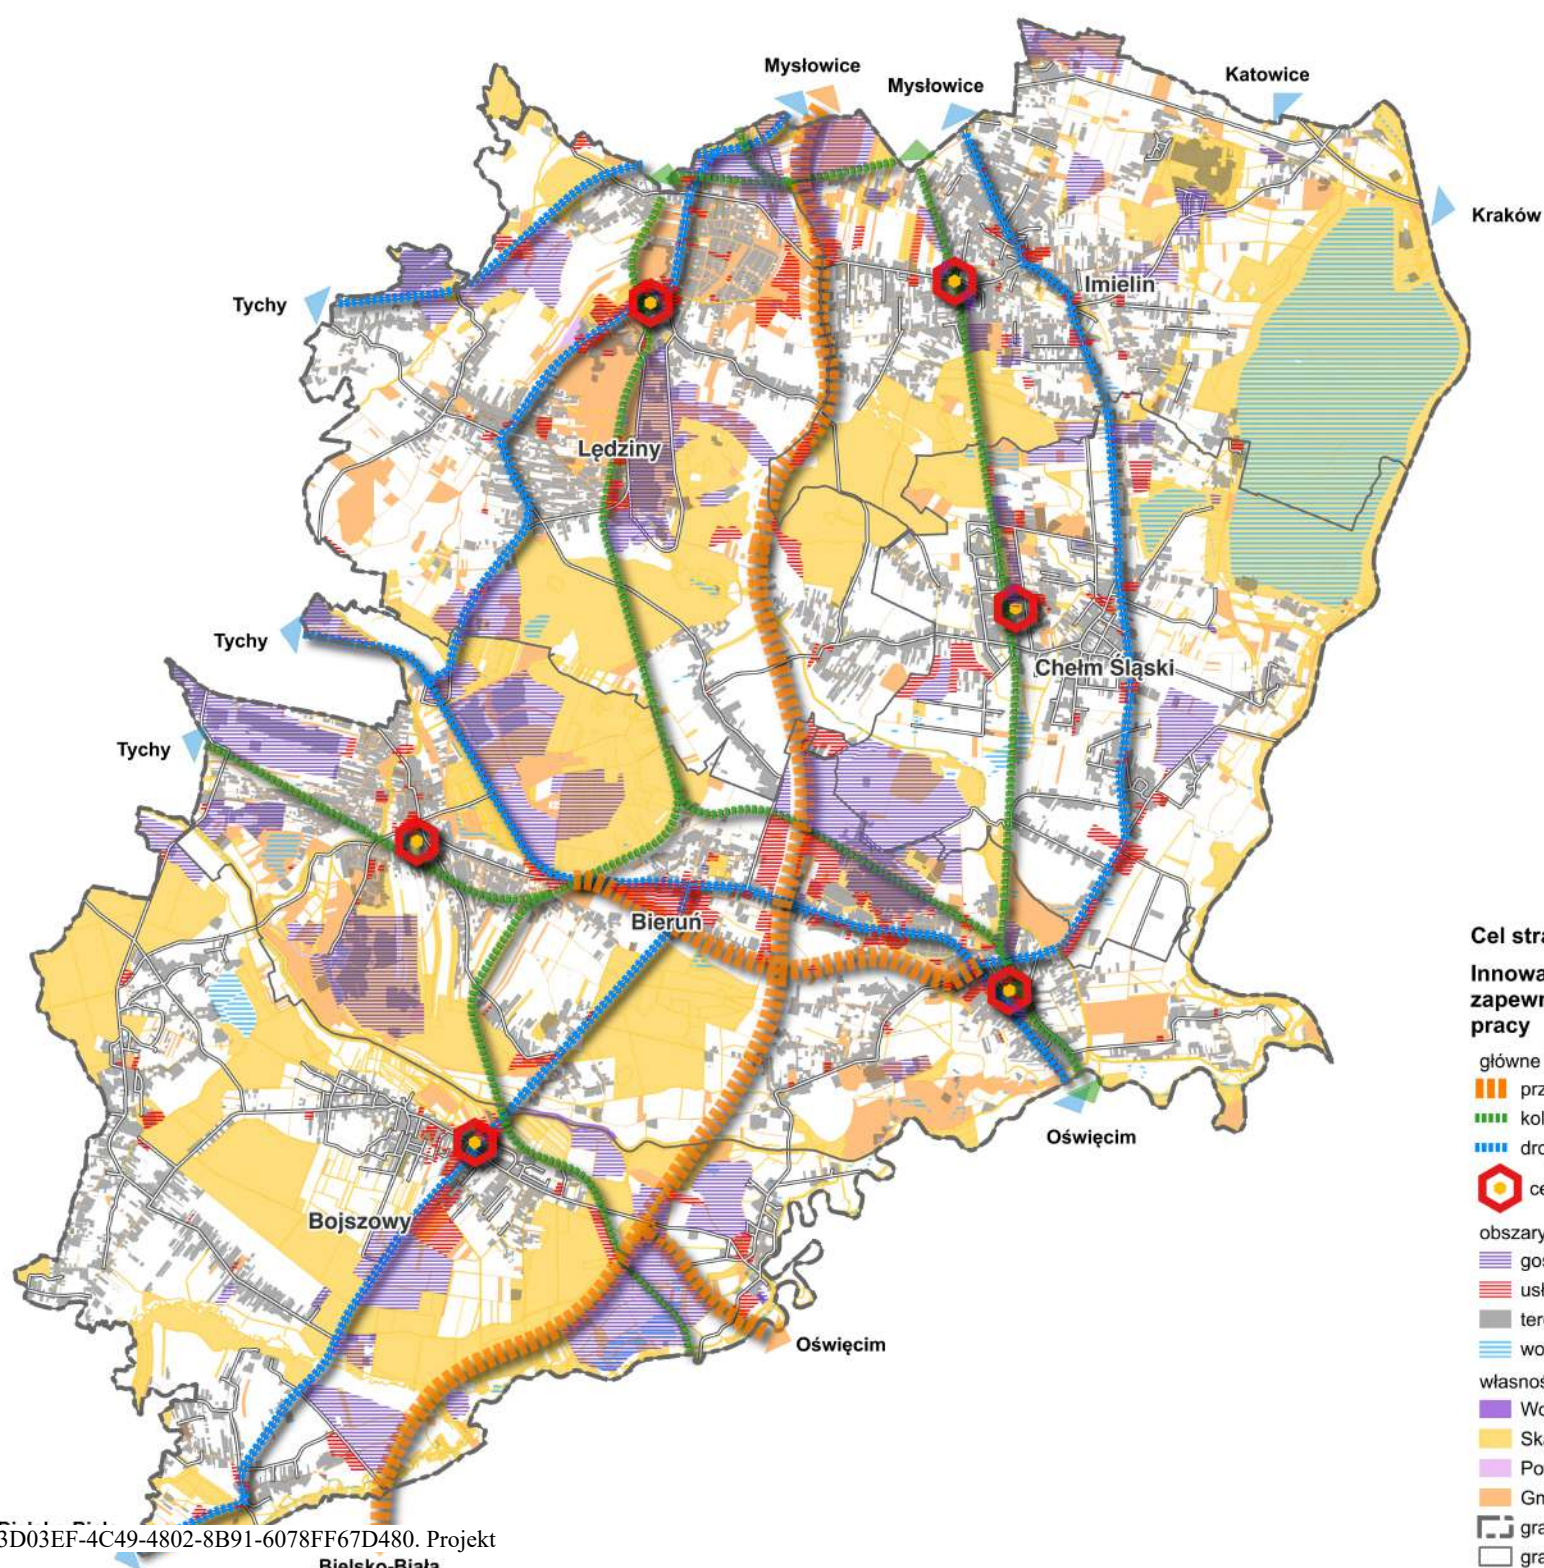 Mysłowice
Mysłowice
Katowice
Kraków
Tychy
Imielin
Lędziny
Tychy
Chełm Śląski
Tychy
Bieruń
Cel stra
Innowa
zapewn
pracy
główne
prz
kol
dro
ce
Oświęcim
obszary
gos
usł
tere
wo
Bojszowy
Oświęcim
własnoś
Wo
Ska
Po
Gm
gra
gra
3D03EF-4C49-4802-8B91-6078FF67D480. Projekt
Bielsko-Biała